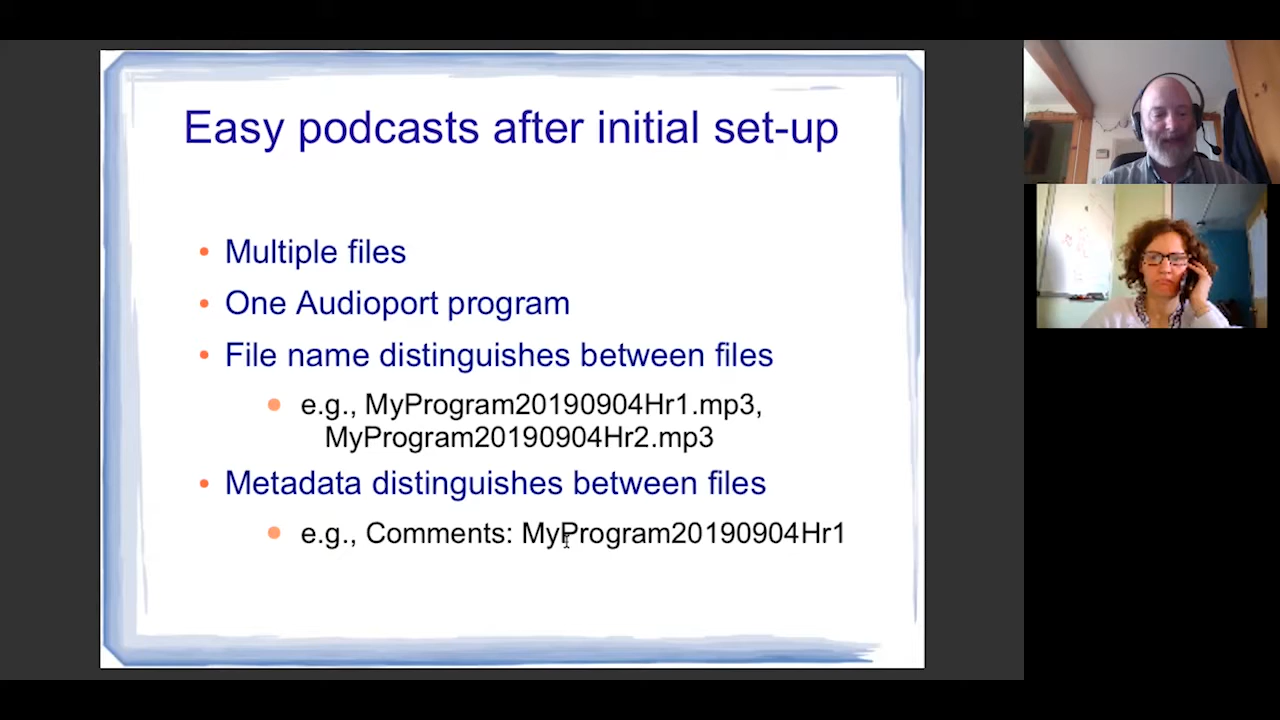 Easy podcasts after initial set-up
Multiple files
One Audioport program
File name distinguishes between files
e.g., MyProgram20190904Hr1.mp3,
MyProgram20190904Hr2.mp3
Metadata distinguishes between files
e.g., Comments: MyProgram20190904Hr1